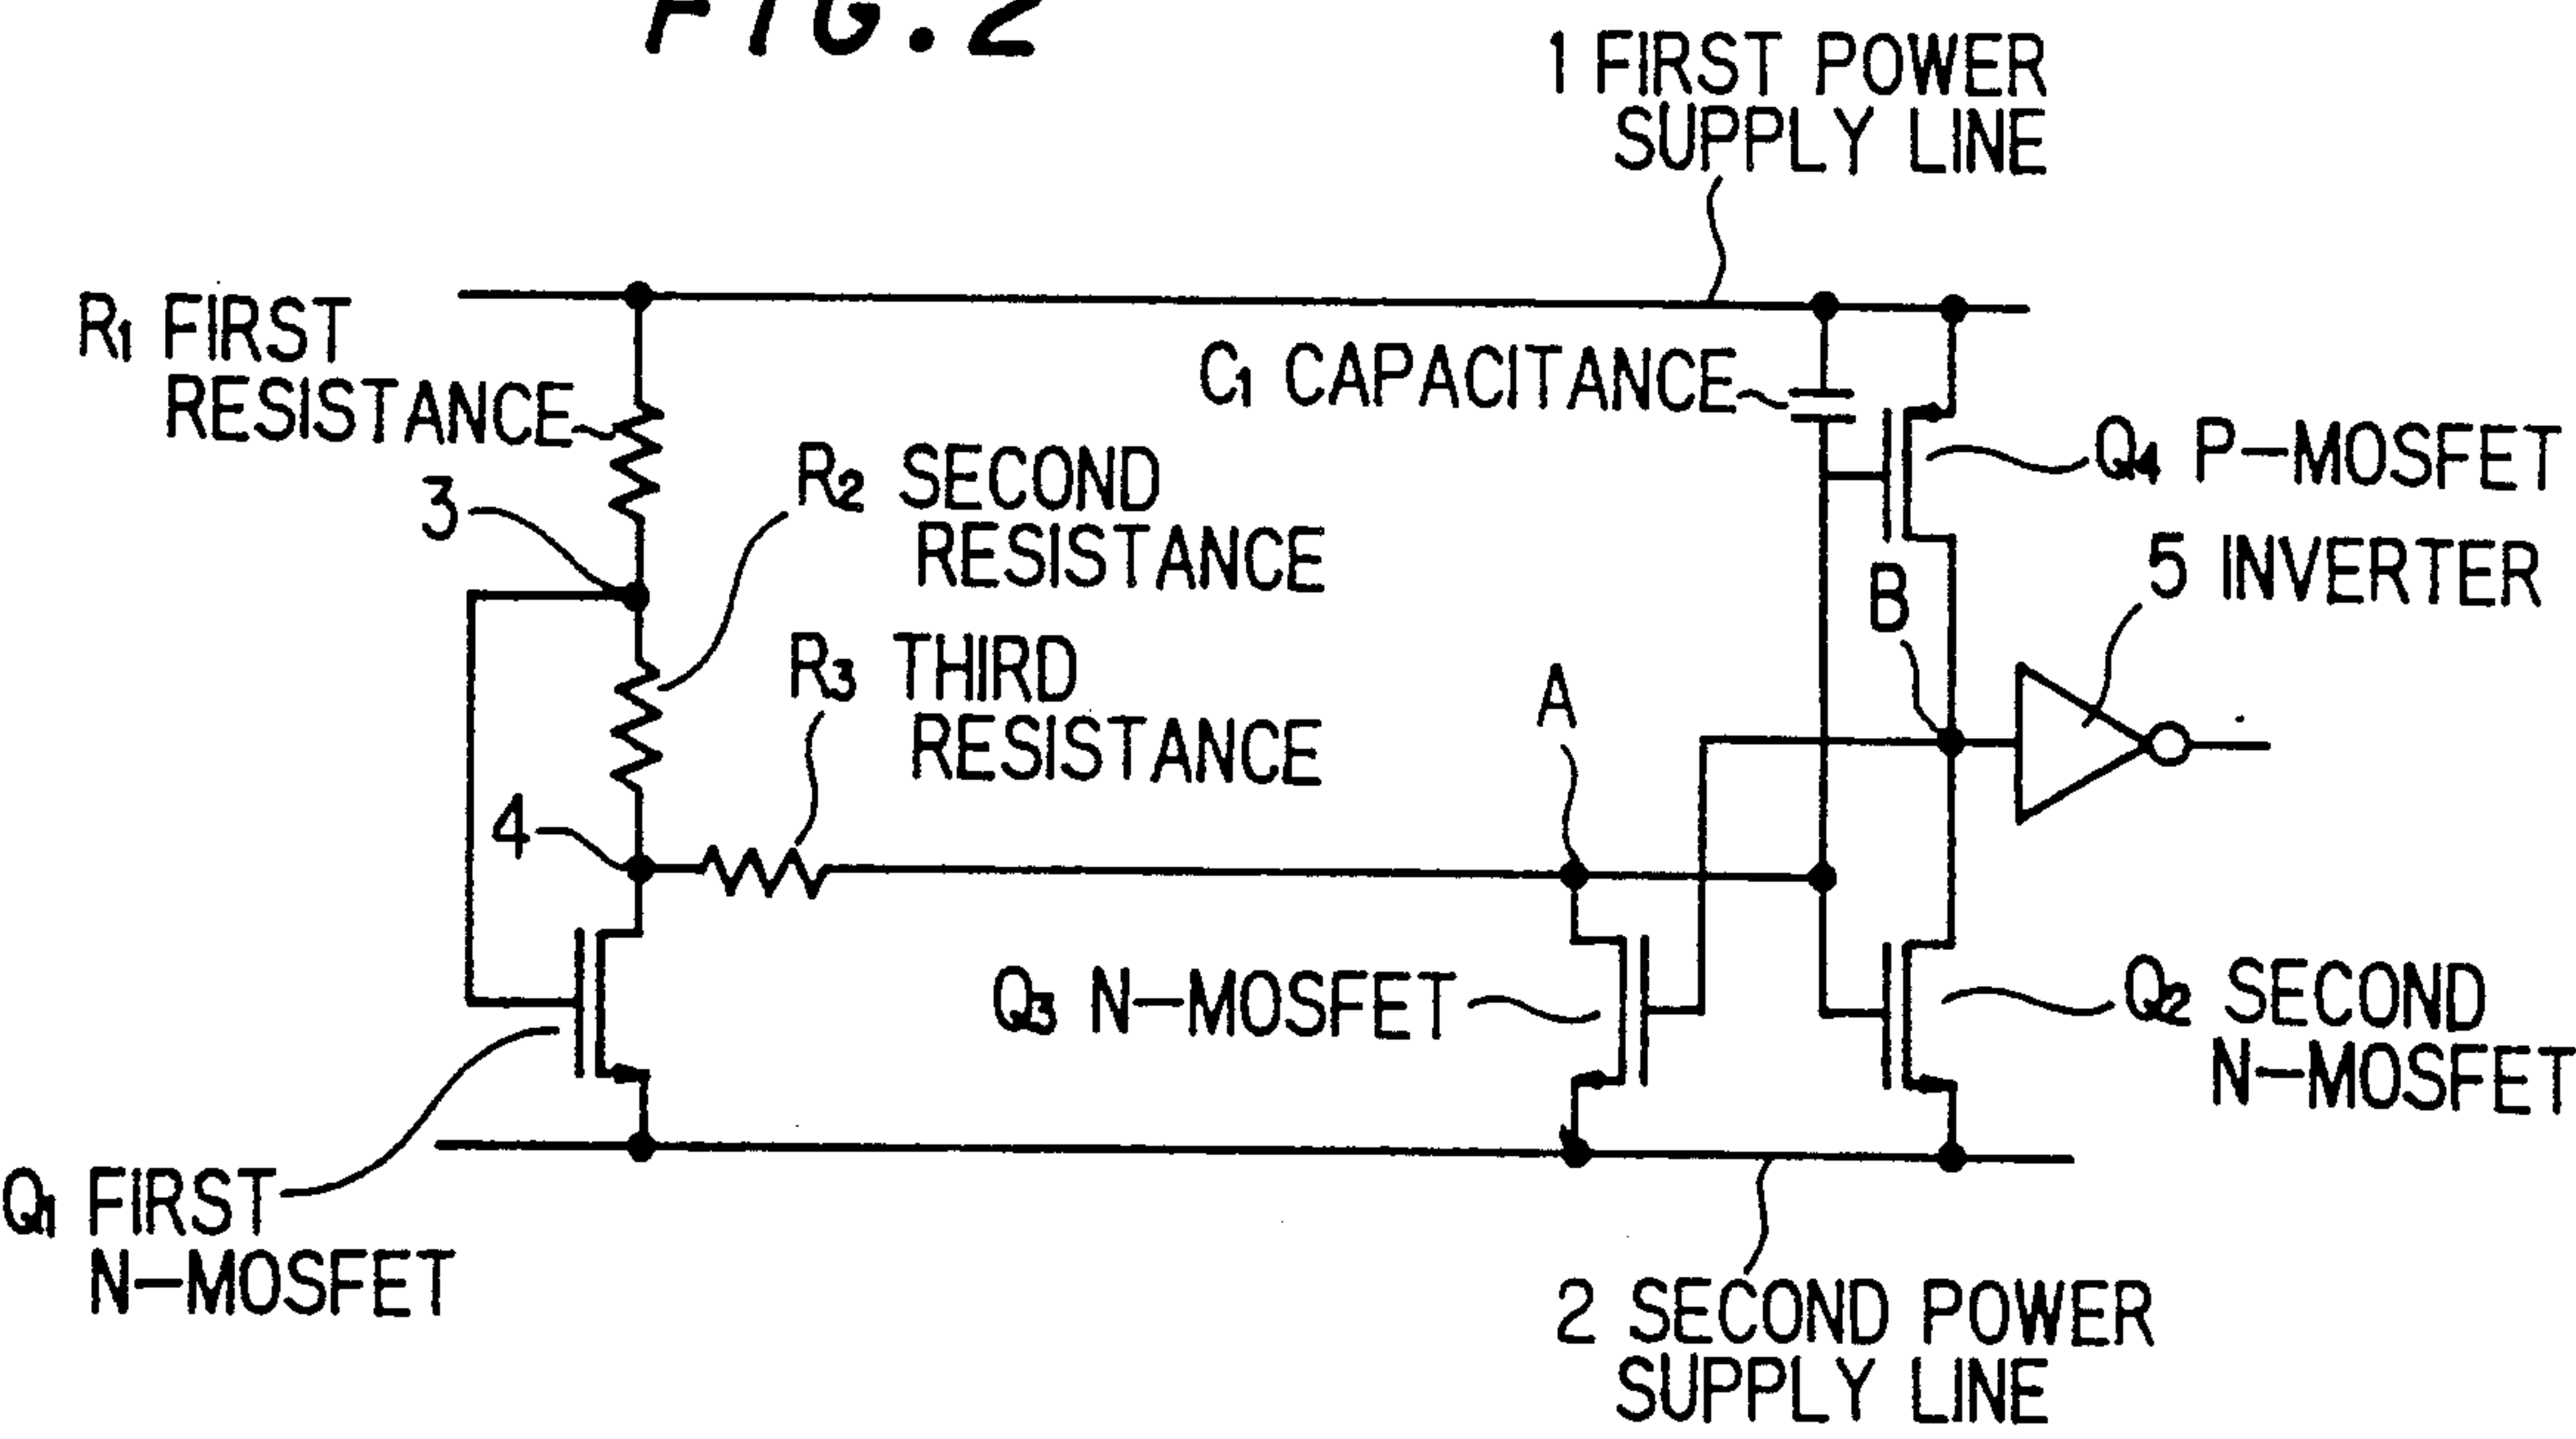 FIG.2
1 FIRST POWER
SUPPLY LINE
R1 FIRST
RESISTANCE
C1 CAPACITANCE
Q4 P-MOSFET
3
R2 SECOND
RESISTANCE
5 INVERTER
B
R3 THIRD
RESISTANCE
A
4
Q3 N-MOSFET
Q2 SECOND
N-MOSFET
Q1 FIRST
N-MOSFET
2 SECOND POWER
SUPPLY LINE